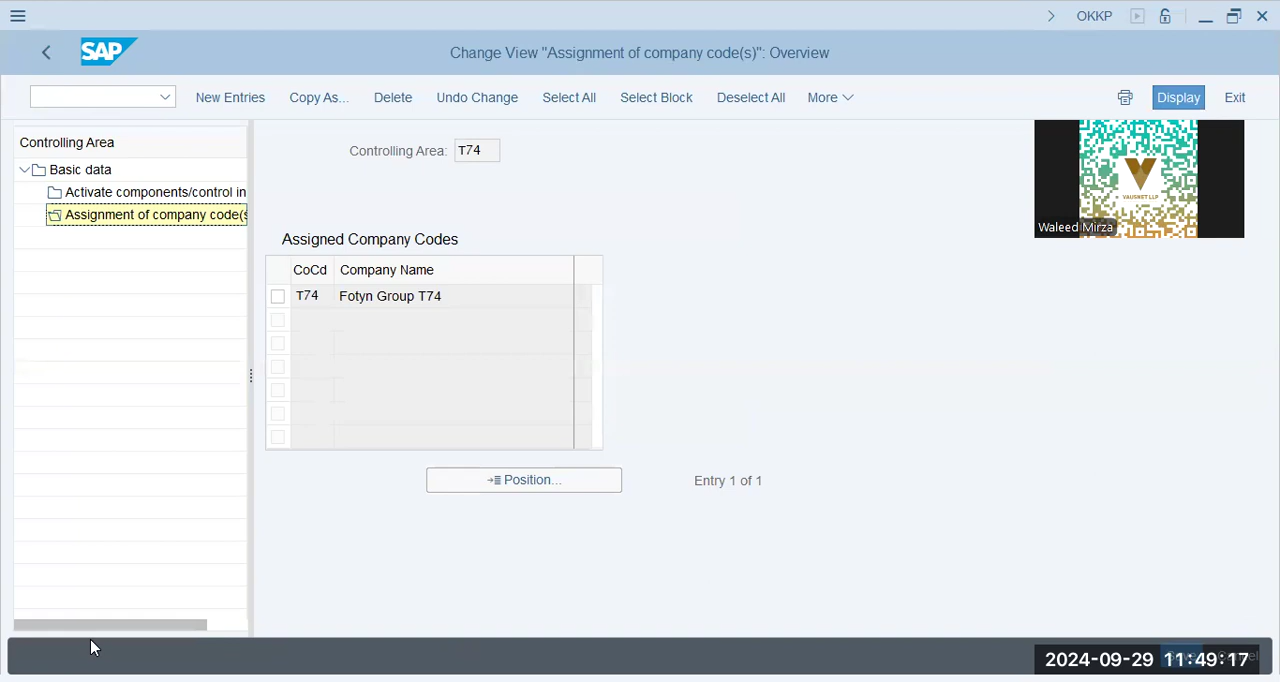 OKKP
SAP
Change View "Assignment of company code(s)": Overview
New Entries Copy As... Delete Undo Change Select All Select Block Deselect All More Display Exit
Controlling Area
Basic data
Activate components/control in
Assignment of company code(s
Controlling Area: T74
VAUSNET LLP
Waleed Mirza
Assigned Company Codes
CoCd Company Name
T74 Fotyn Group T74
Position...
Entry 1 of 1
2024-09-29 11:49:17